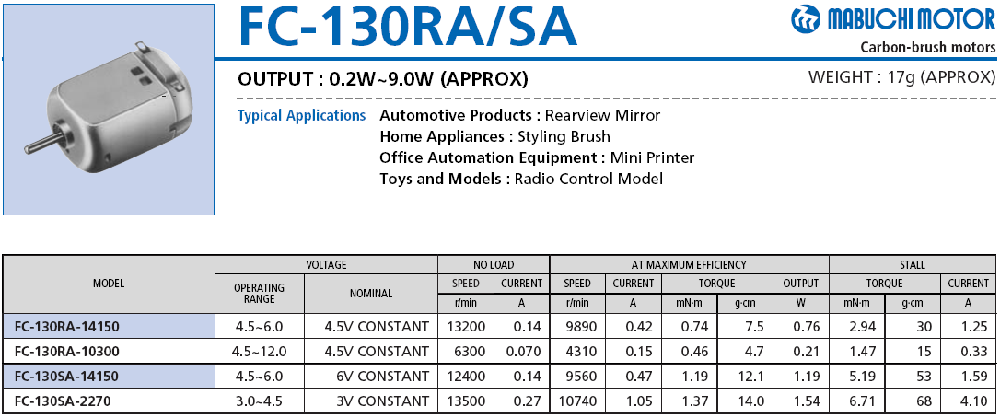 FC-130RA/SA
MABUCHI MOTOR
Carbon-brush motors
OUTPUT : 0.2W~9.0W (APPROX)
WEIGHT : 17g (APPROX)
Typical Applications
Automotive Products : Rearview Mirror
Home Appliances : Styling Brush
Office Automation Equipment : Mini Printer
Toys and Models : Radio Control Model
MODEL VOLTAGE NO LOAD AT MAXIMUM EFFICIENCY STALL
OPERATING RANGE NOMINAL SPEED CURRENT SPEED CURRENT TORQUE OUTPUT TORQUE CURRENT
r/min A r/min A mN·m g·cm W mN·m g·cm A
FC-130RA-14150 4.5~6.0 4.5V CONSTANT 13200 0.14 9890 0.42 0.74 7.5 0.76 2.94 30 1.25
FC-130RA-10300 4.5~12.0 4.5V CONSTANT 6300 0.070 4310 0.15 0.46 4.7 0.21 1.47 15 0.33
FC-130SA-14150 4.5~6.0 6V CONSTANT 12400 0.14 9560 0.47 1.19 12.1 1.19 5.19 53 1.59
FC-130SA-2270 3.0~4.5 3V CONSTANT 13500 0.27 10740 1.05 1.37 14.0 1.54 6.71 68 4.10